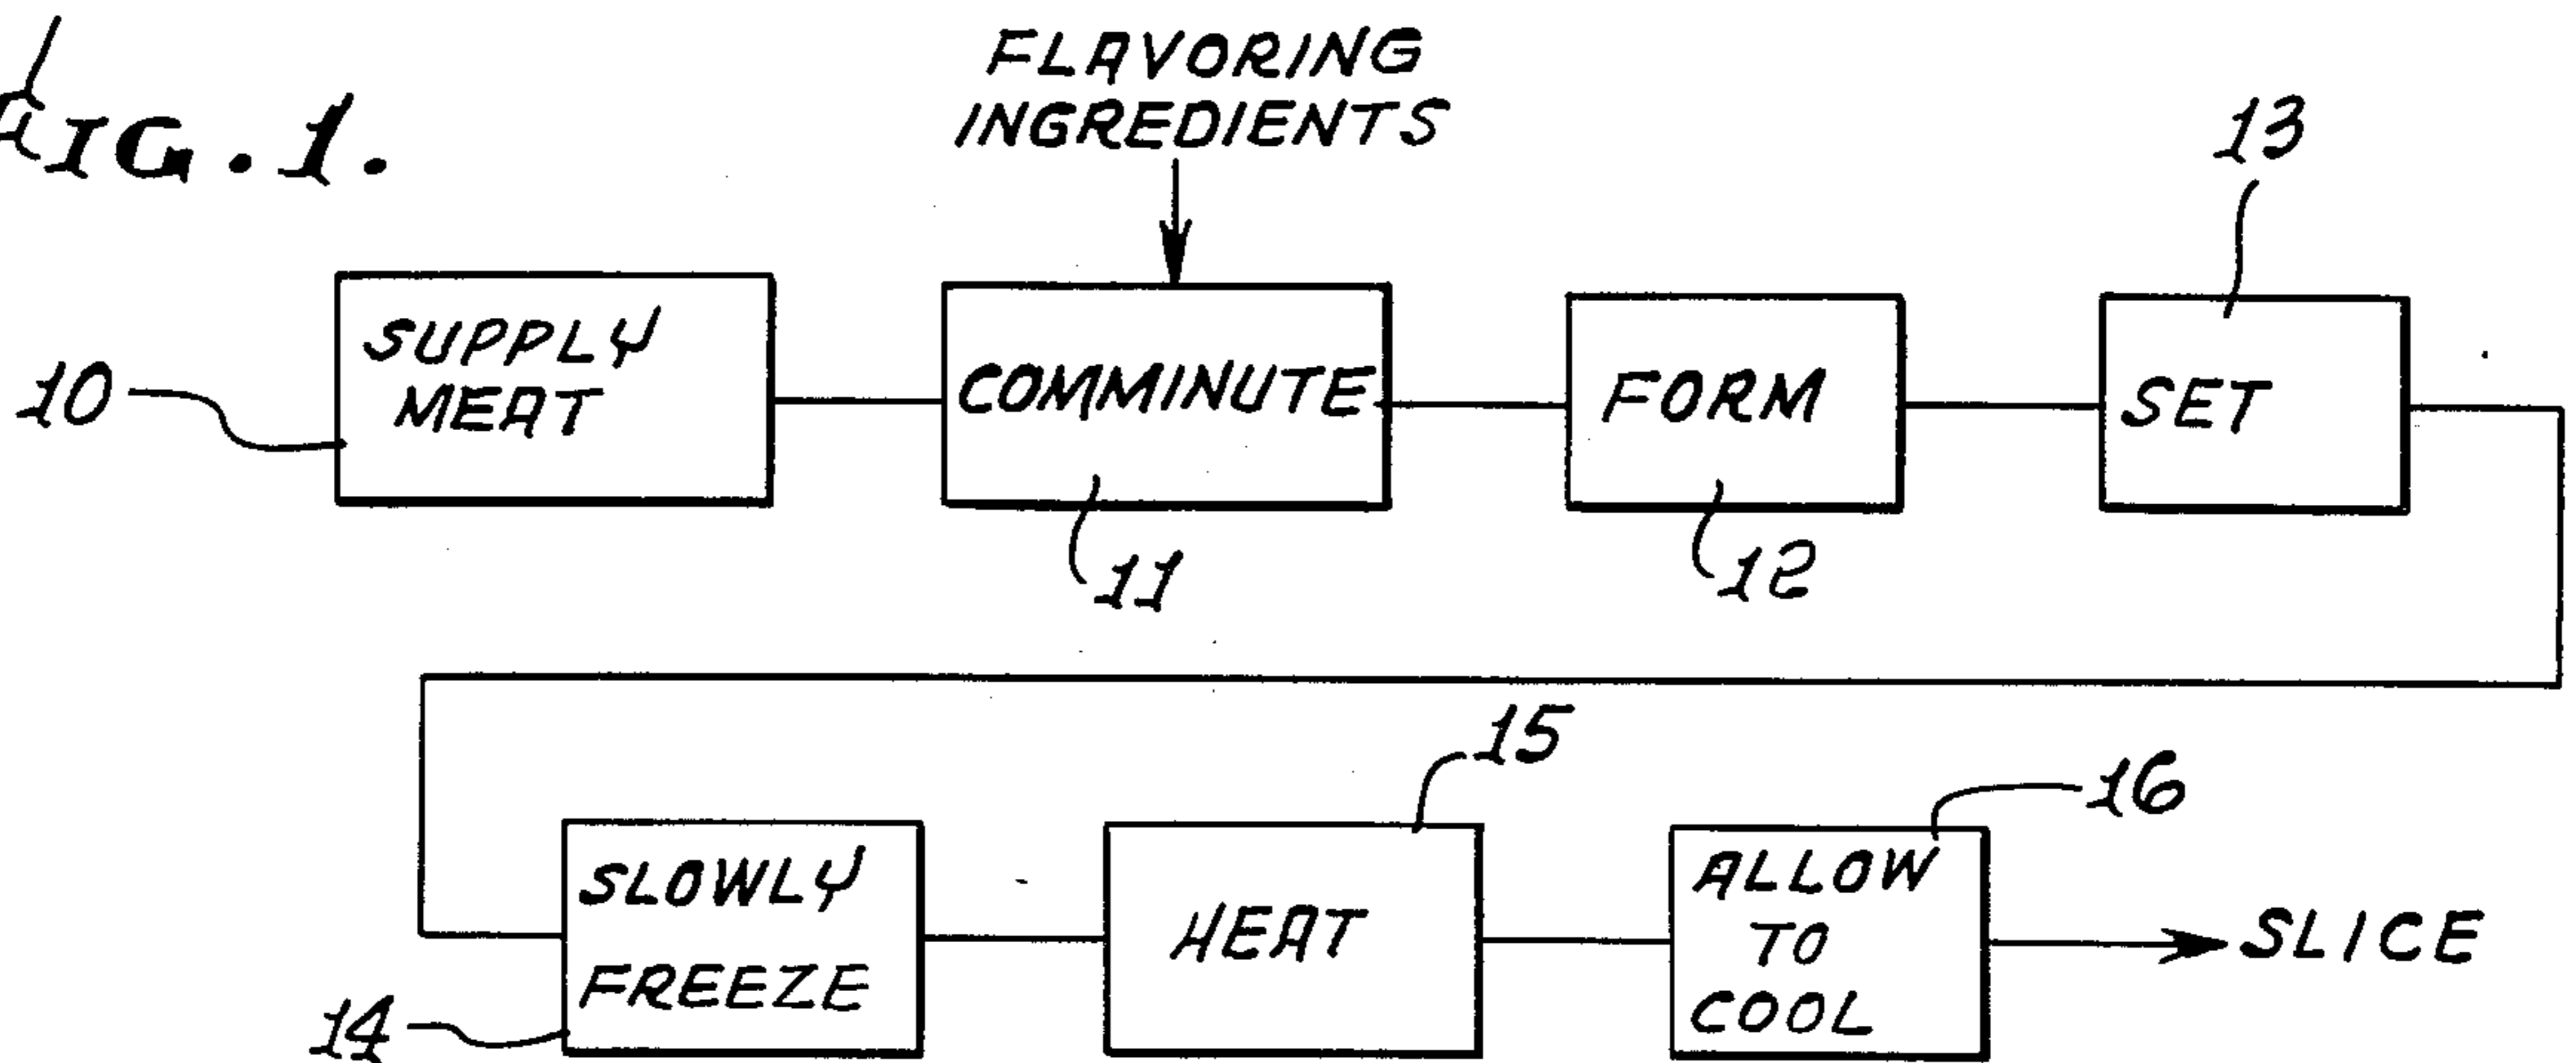 FIG. 1.
FLAVORING
INGREDIENTS
13
10
SUPPLY
MEAT
COMMINUTE
FORM
SET
11
12
15
16
SLOWLY
FREEZE
HEAT
ALLOW
TO
COOL
SLICE
14